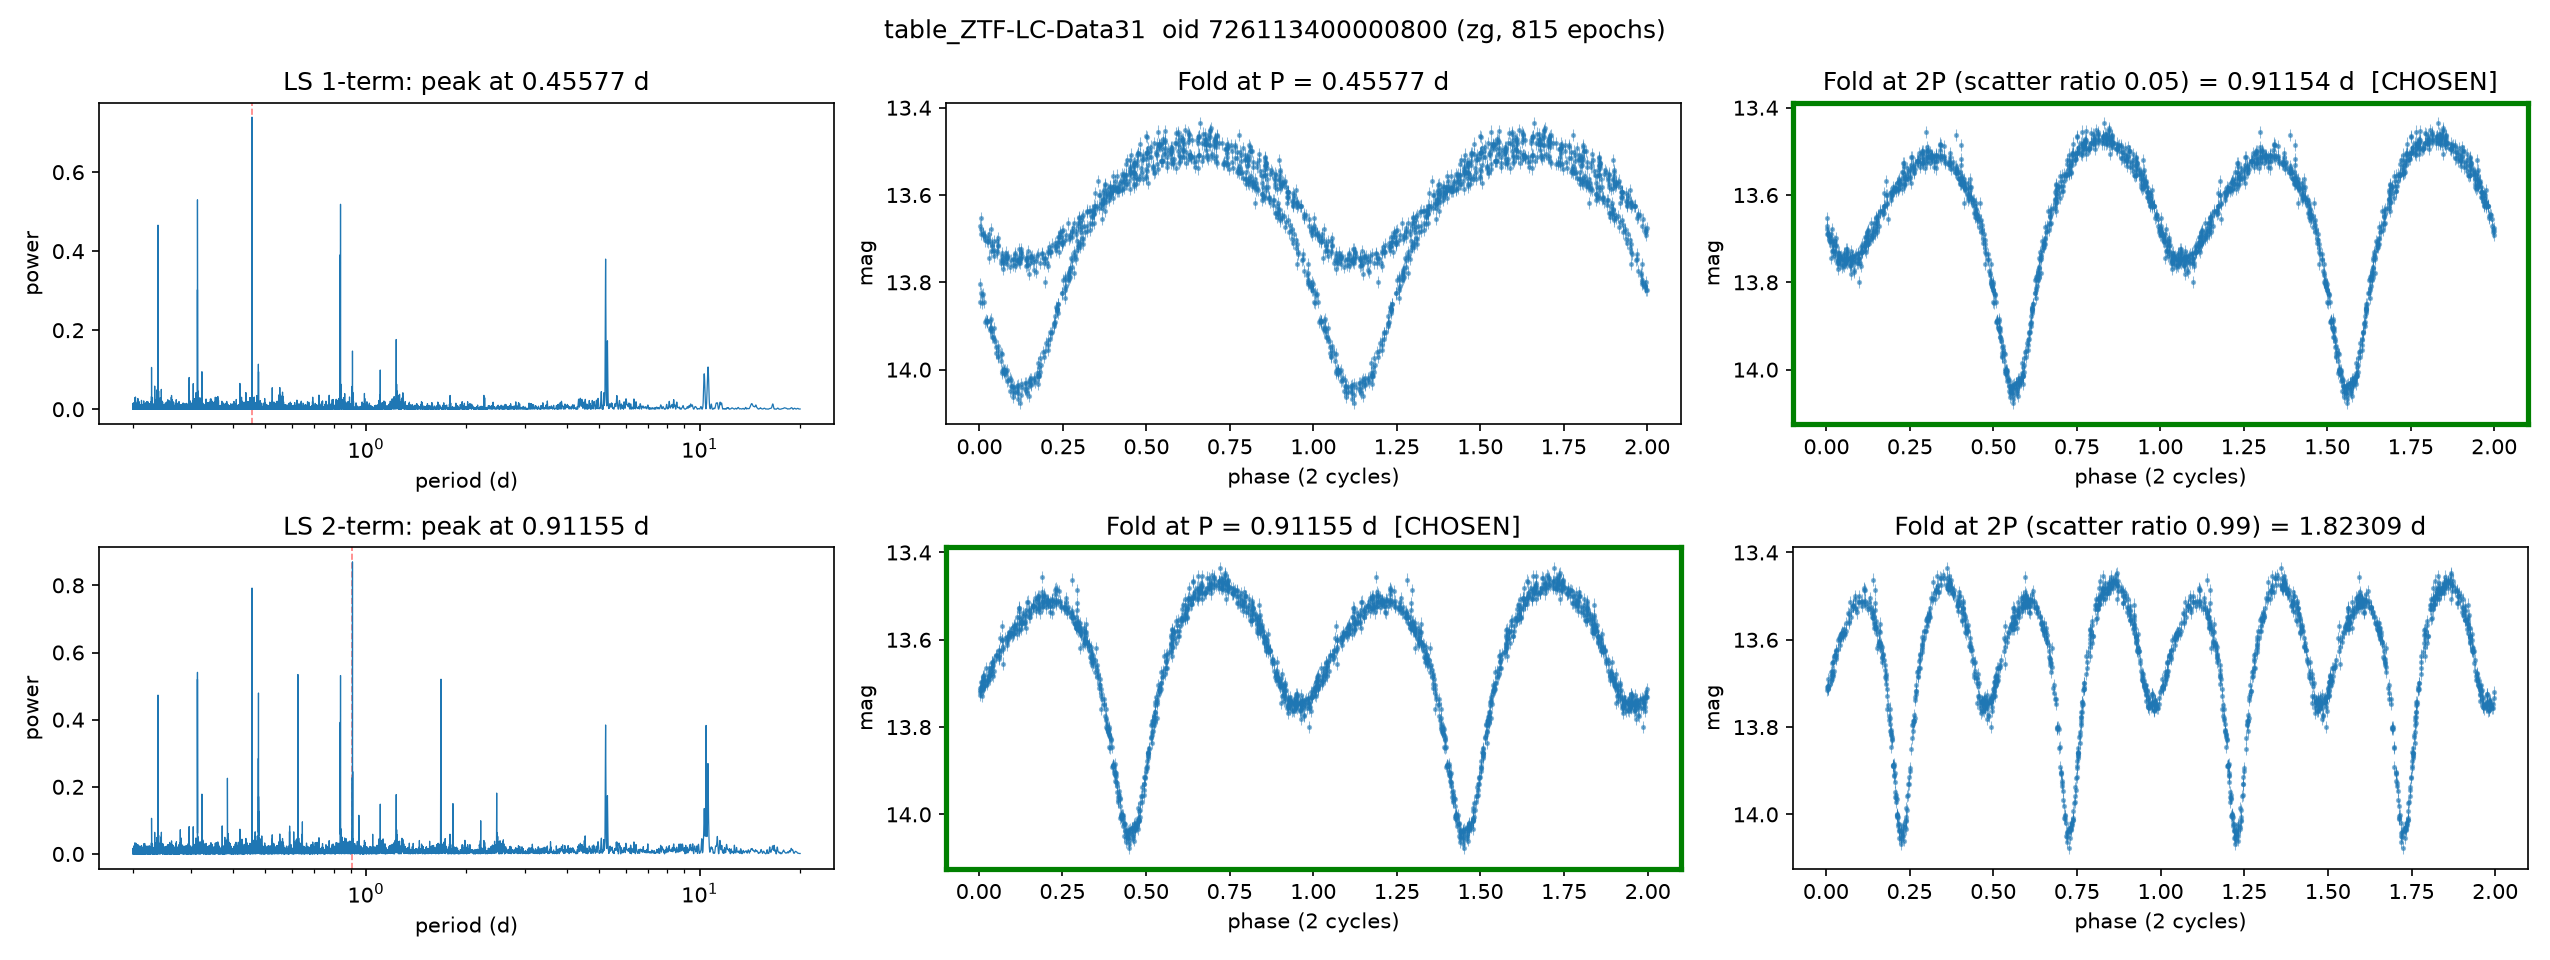 table_ZTF-LC-Data31  oid 726113400000800 (zg, 815 epochs)
LS 1-term: peak at 0.45577 d
power
0.6
0.4
0.2
0.0
10⁰
10¹
period (d)
Fold at P = 0.45577 d
mag
13.4
13.6
13.8
14.0
0.00 0.25 0.50 0.75 1.00 1.25 1.50 1.75 2.00
phase (2 cycles)
Fold at 2P (scatter ratio 0.05) = 0.91154 d  [CHOSEN]
mag
13.4
13.6
13.8
14.0
0.00 0.25 0.50 0.75 1.00 1.25 1.50 1.75 2.00
phase (2 cycles)
LS 2-term: peak at 0.91155 d
power
0.8
0.6
0.4
0.2
0.0
10⁰
10¹
period (d)
Fold at P = 0.91155 d  [CHOSEN]
mag
13.4
13.6
13.8
14.0
0.00 0.25 0.50 0.75 1.00 1.25 1.50 1.75 2.00
phase (2 cycles)
Fold at 2P (scatter ratio 0.99) = 1.82309 d
mag
13.4
13.6
13.8
14.0
0.00 0.25 0.50 0.75 1.00 1.25 1.50 1.75 2.00
phase (2 cycles)